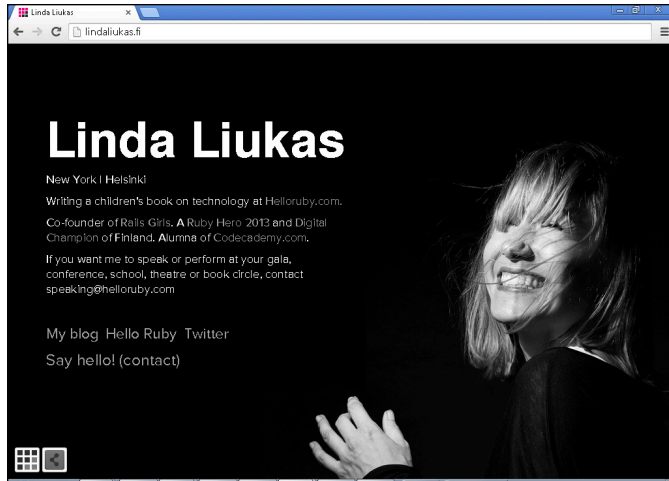 Linda Liukas
lindaliukas.fi
Linda Liukas
New York | Helsinki
Writing a children's book on technology at Helloruby.com.
Co-founder of Rails Girls. A Ruby Hero 2013 and Digital
Champion of Finland. Alumna of Codecademy.com.
If you want me to speak or perform at your gala,
conference, school, theatre or book circle, contact
speaking@helloruby.com
My blog Hello Ruby Twitter
Say hello! (contact)